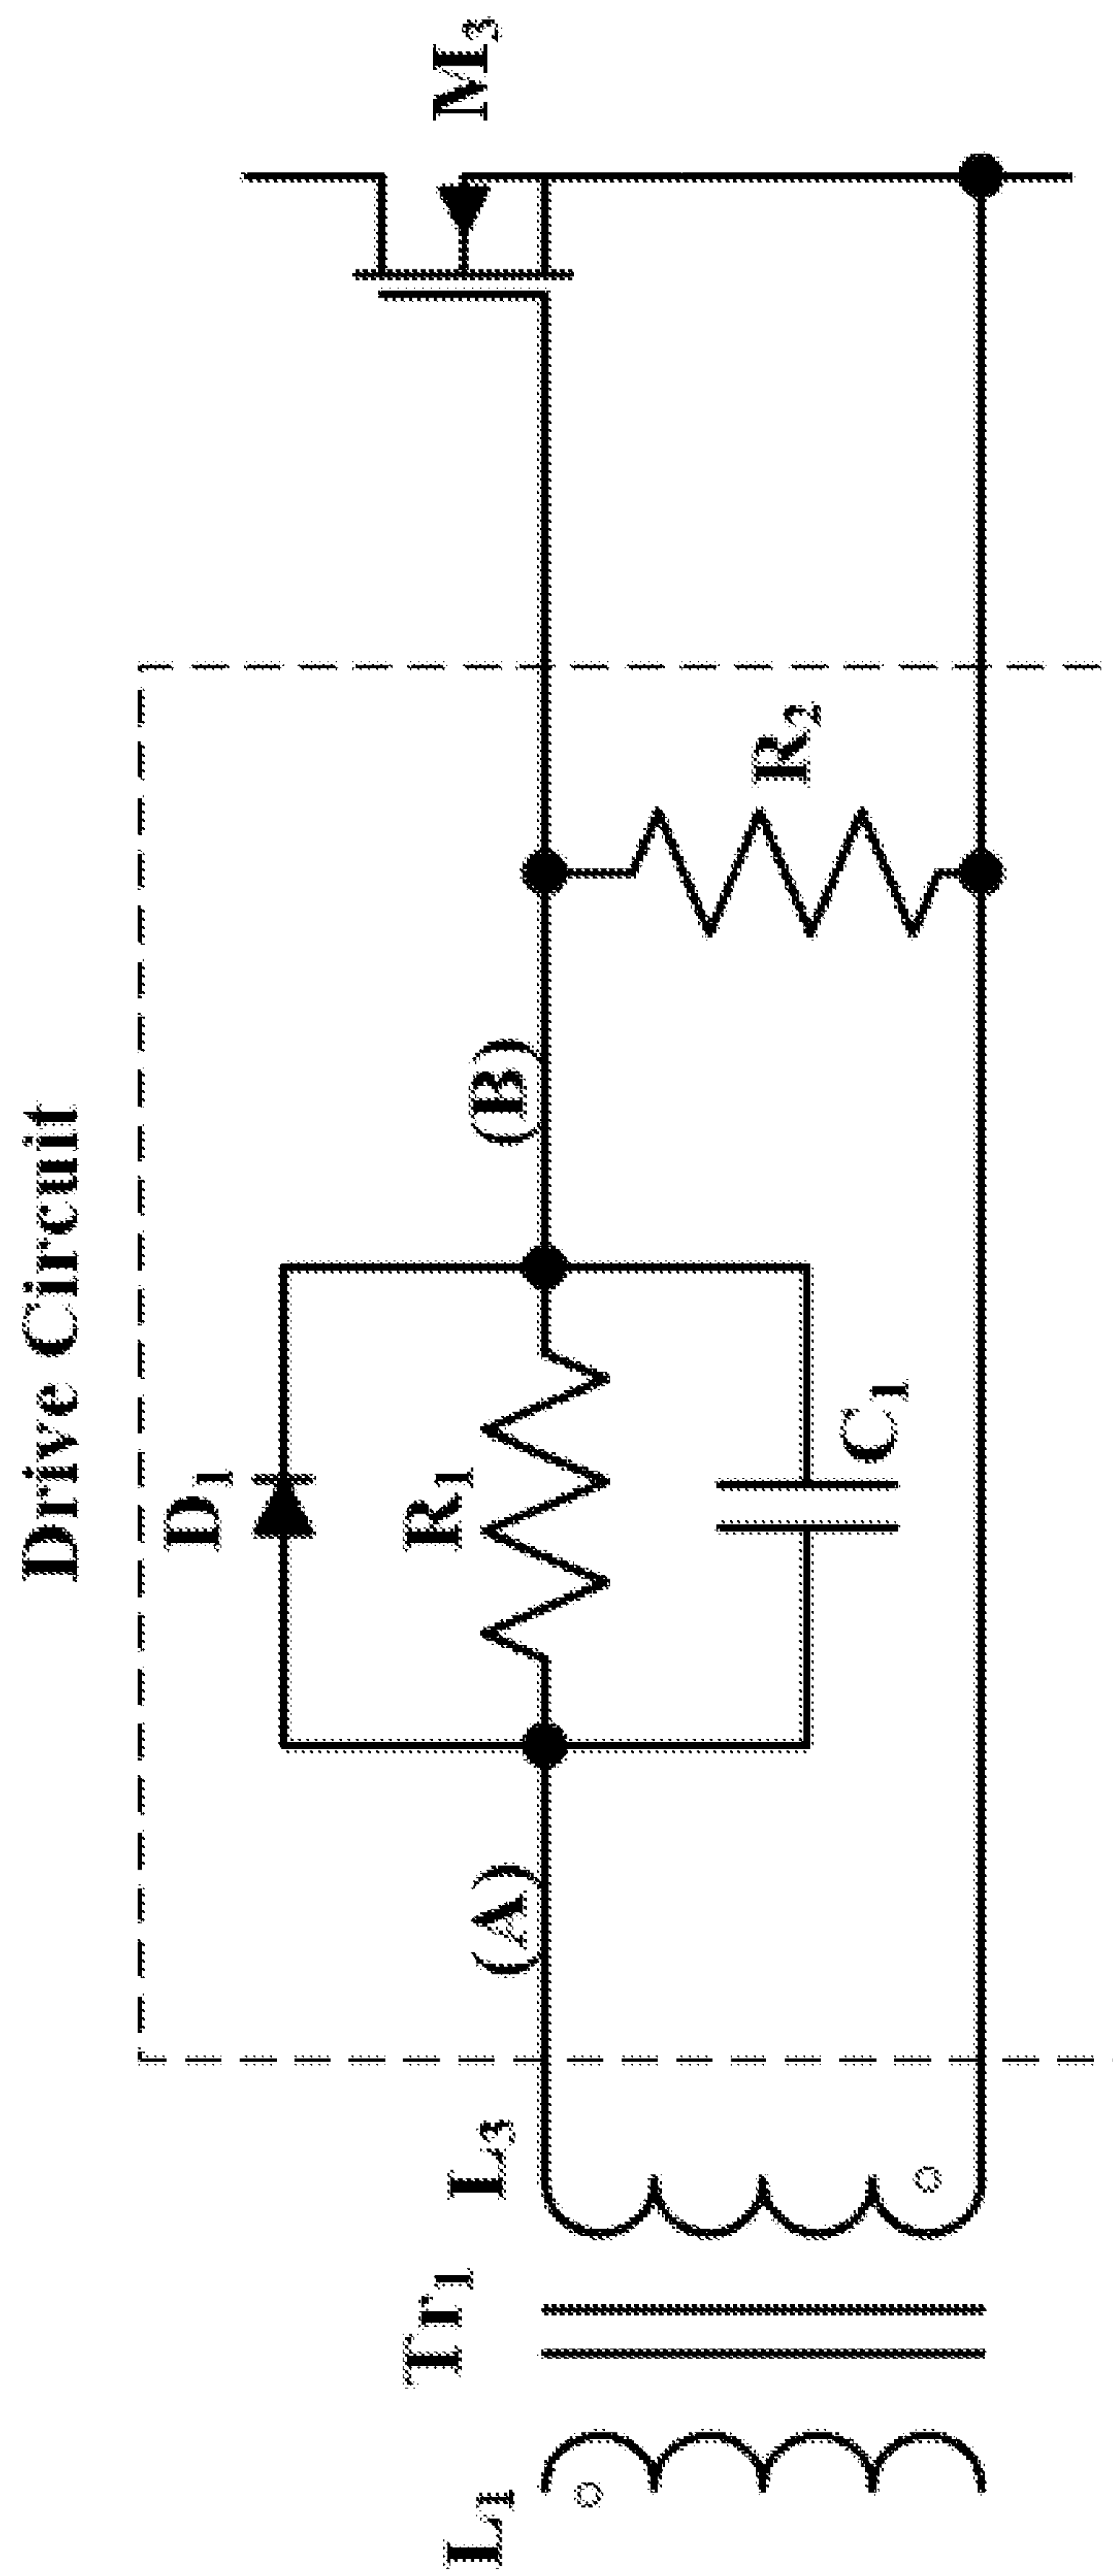 Drive Circuit
D1
(A)
R1
(B)
C1
R2
M3
L1
Tr1
L3